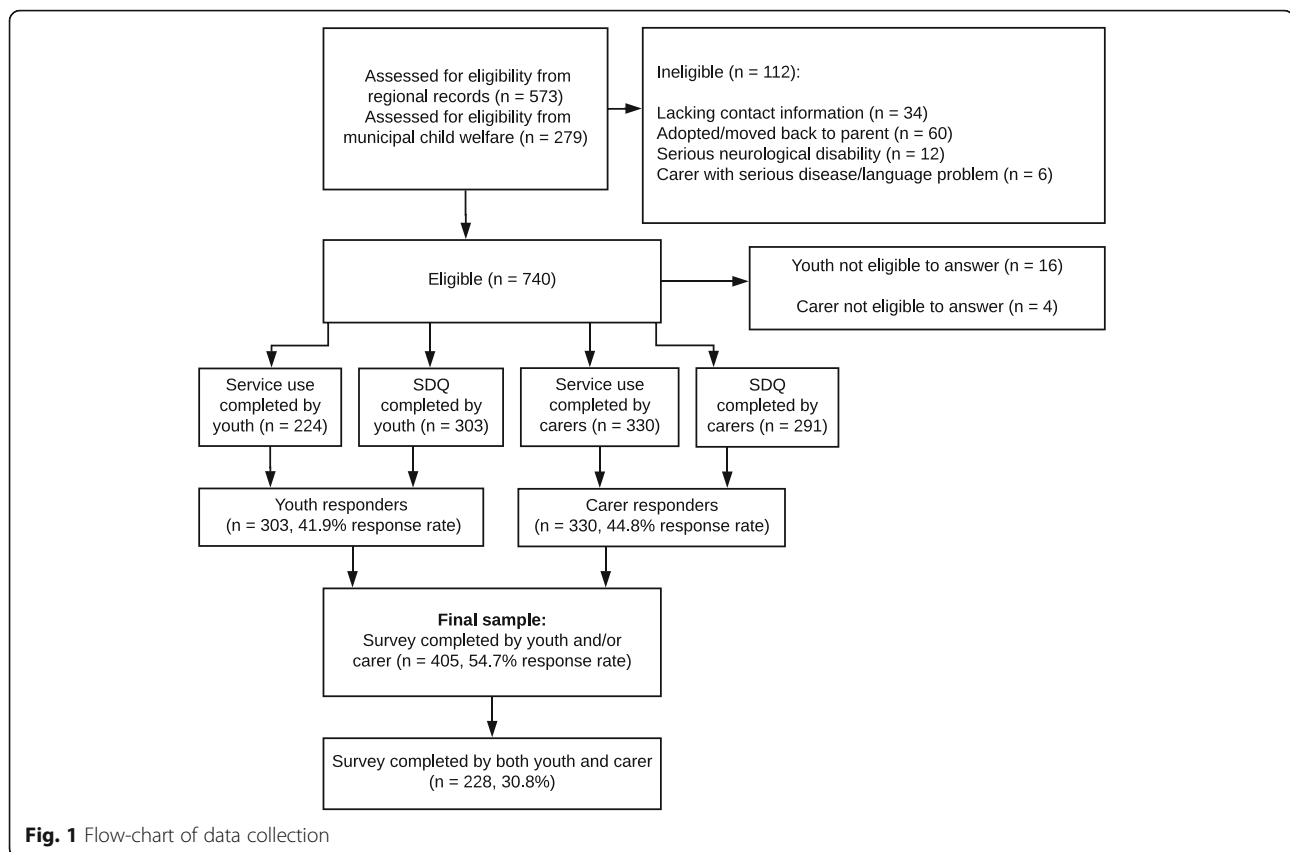 Assessed for eligibility from
regional records (n = 573)
Assessed for eligibility from
municipal child welfare (n = 279)
Ineligible (n = 112):
Lacking contact information (n = 34)
Adopted/moved back to parent (n = 60)
Serious neurological disability (n = 12)
Carer with serious disease/language problem (n = 6)
Eligible (n = 740)
Youth not eligible to answer (n = 16)
Carer not eligible to answer (n = 4)
Service use
completed by
youth (n = 224)
SDQ
completed by
youth (n = 303)
Service use
completed by
carers (n = 330)
SDQ
completed by
carers (n = 291)
Youth responders
(n = 303, 41.9% response rate)
Carer responders
(n = 330, 44.8% response rate)
Final sample:
Survey completed by youth and/or
carer (n = 405, 54.7% response rate)
Survey completed by both youth and carer
(n = 228, 30.8%)
Fig. 1 Flow-chart of data collection